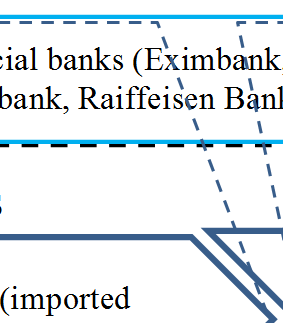 cial banks (Eximbank,
bank, Raiffeisen Bank
(imported